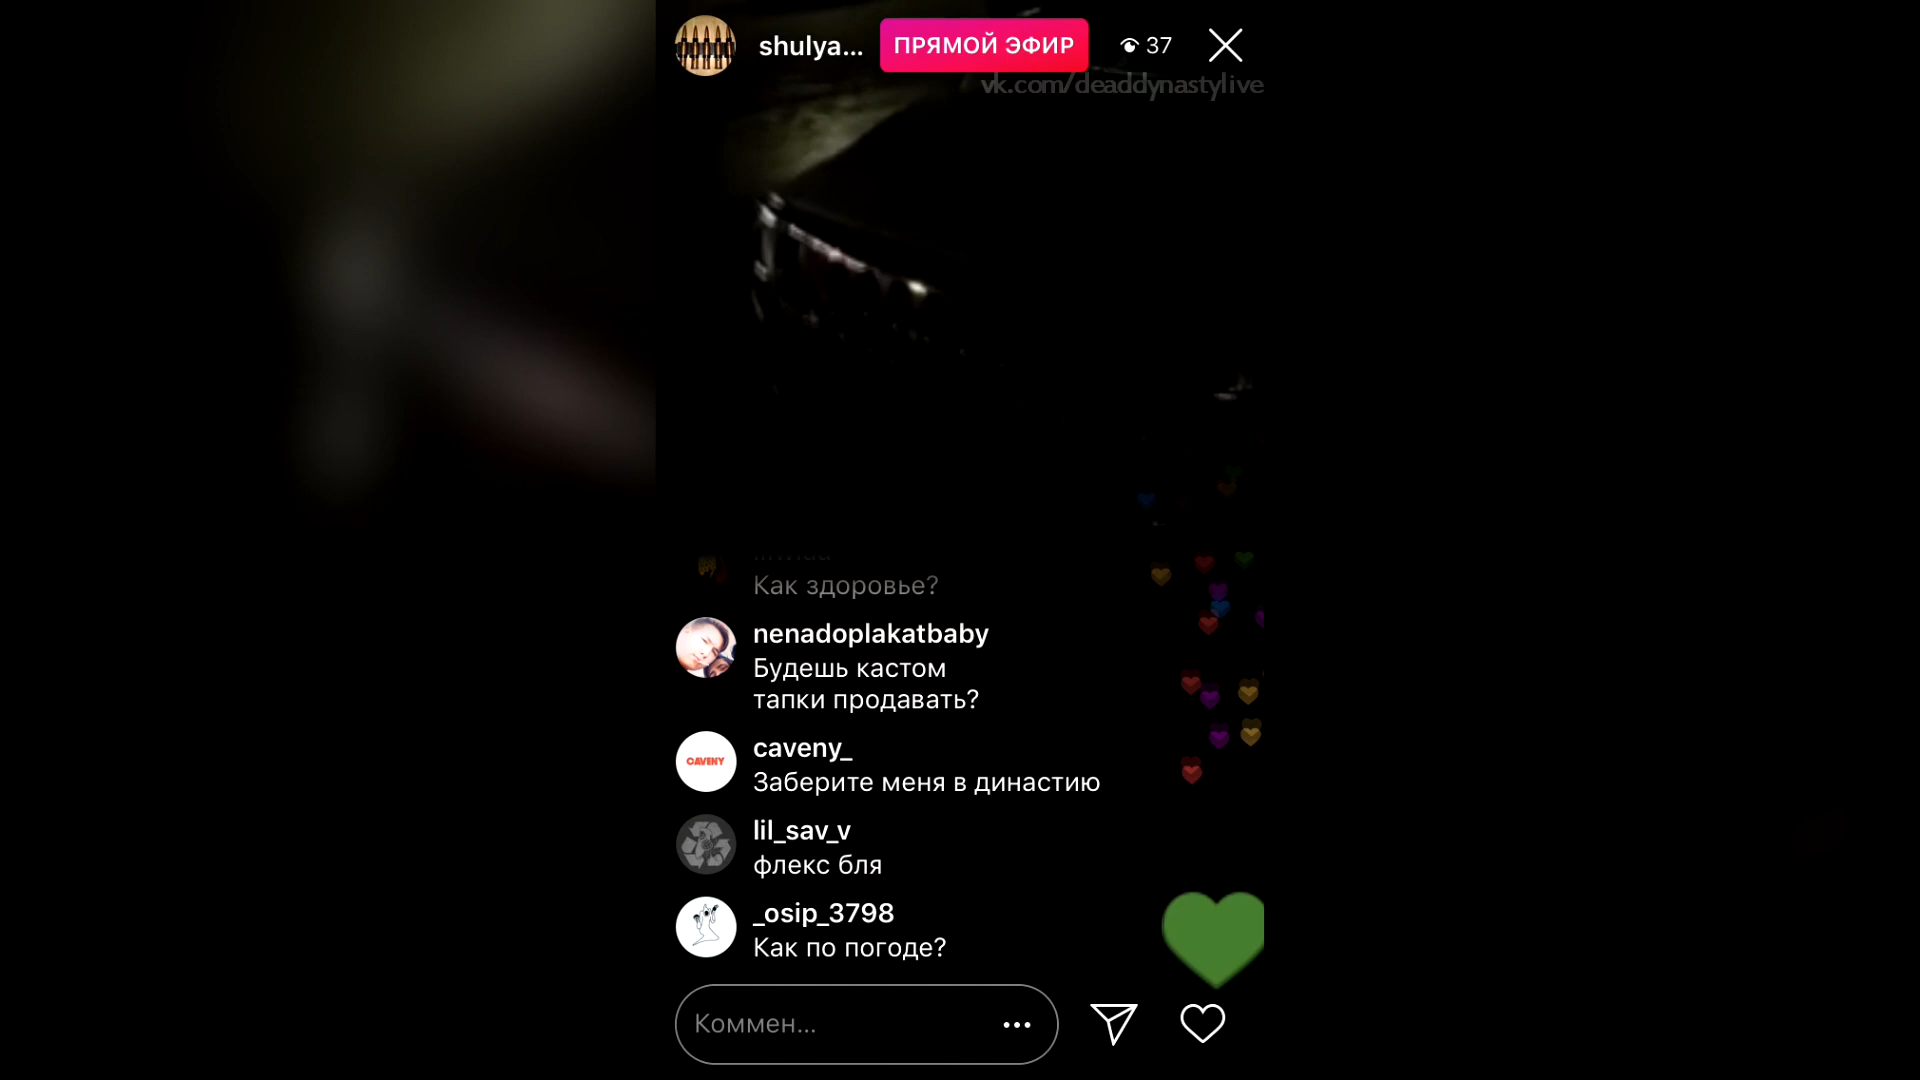 shulya...
ПРЯМОЙ ЭФИР
37
vk.com/deaddynastylive
Как здоровье?
nenadoplakatbaby
Будешь кастом
тапки продавать?
caveny_
CAVENY
Заберите меня в династию
lil_sav_v
флекс бля
_osip_3798
Как по погоде?
Коммен...